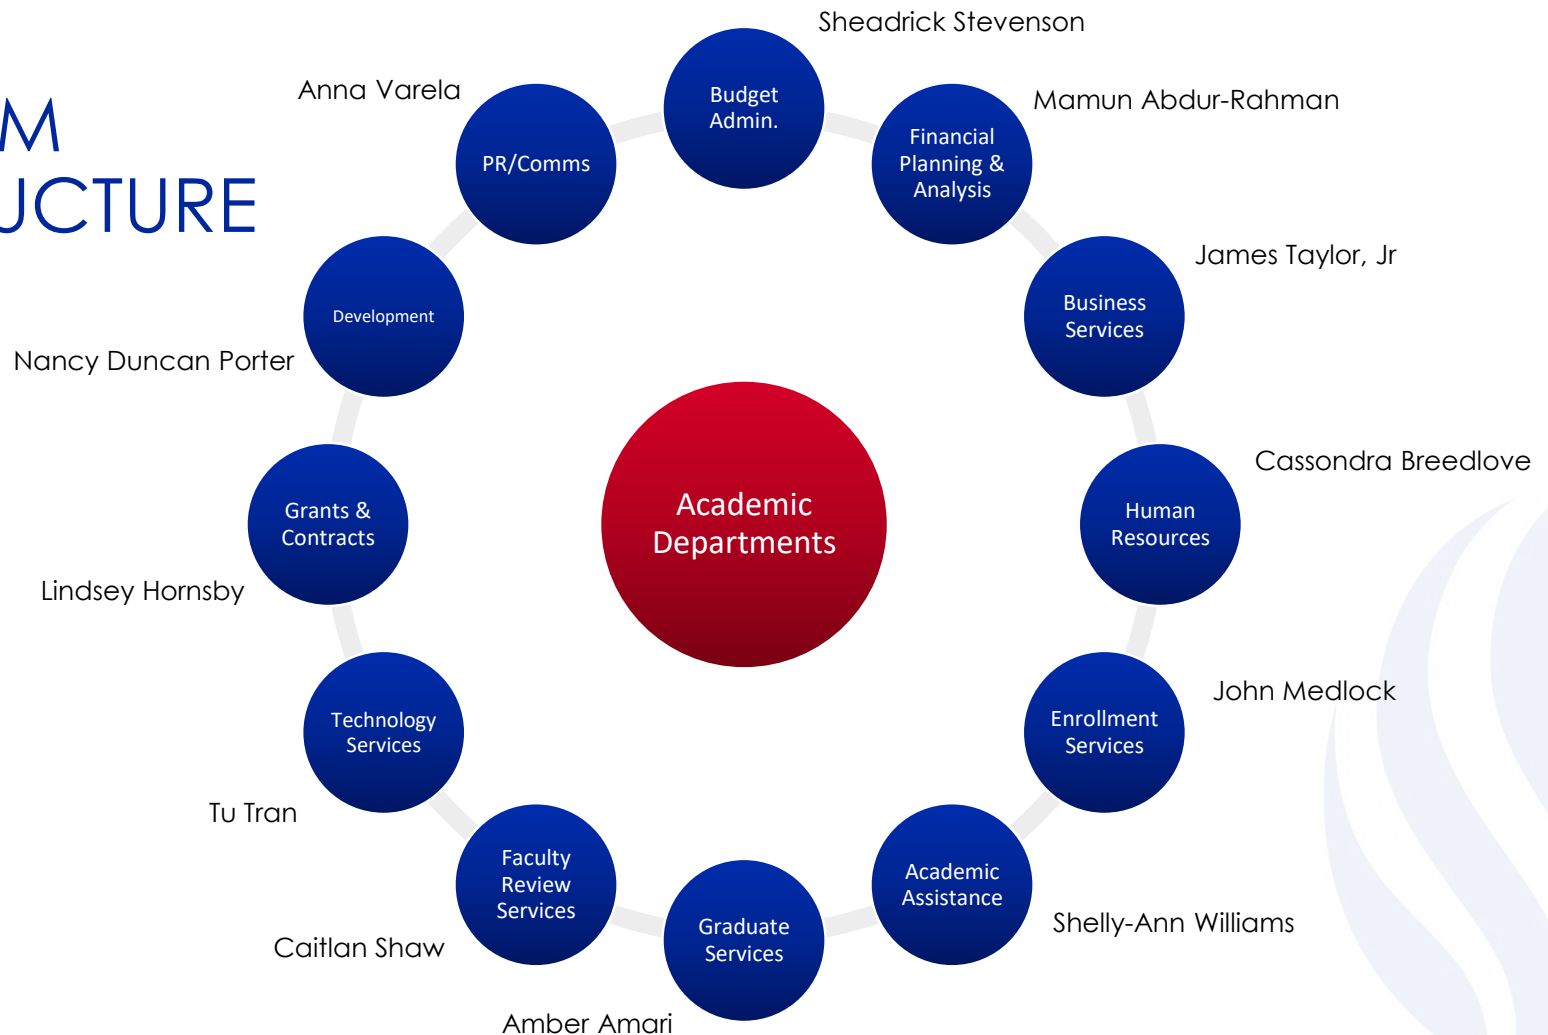 Sheadrick Stevenson
Anna Varela
Budget
Admin.
Mamun Abdur-Rahman
M
UCTURE
PR/Comms
Financial
Planning &
Analysis
James Taylor, Jr
Business
Services
Development
Nancy Duncan Porter
Cassondra Breedlove
Academic
Departments
Grants &
Contracts
Human
Resources
Lindsey Hornsby
John Medlock
Technology
Services
Enrollment
Services
Tu Tran
Faculty
Review
Services
Academic
Assistance
Shelly-Ann Williams
Caitlan Shaw
Graduate
Services
Amber Amari